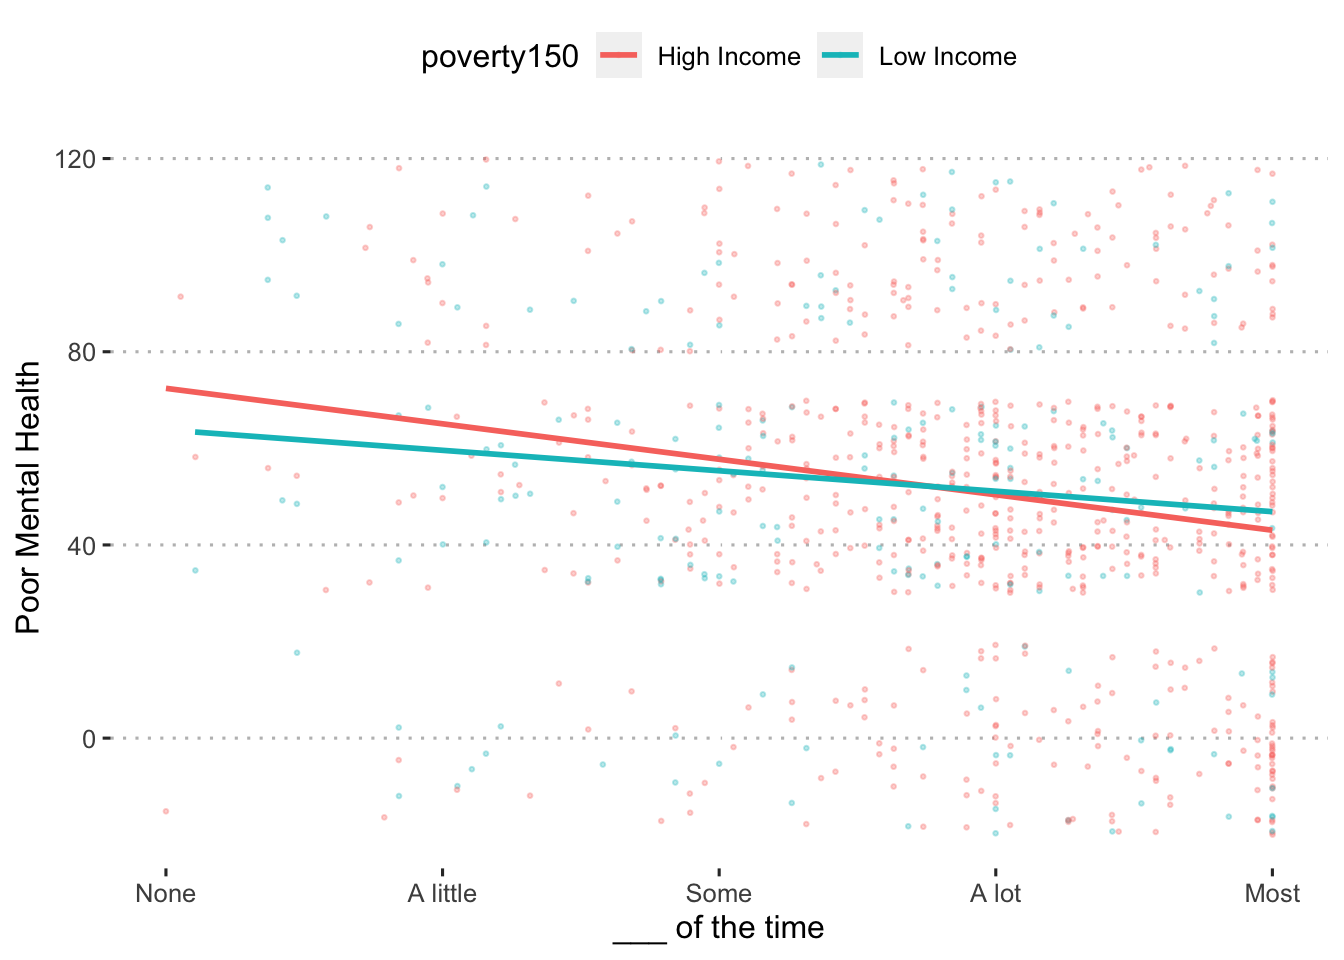 poverty150 High Income Low Income
120
80
40
0
Poor Mental Health
None A little Some A lot Most
___ of the time